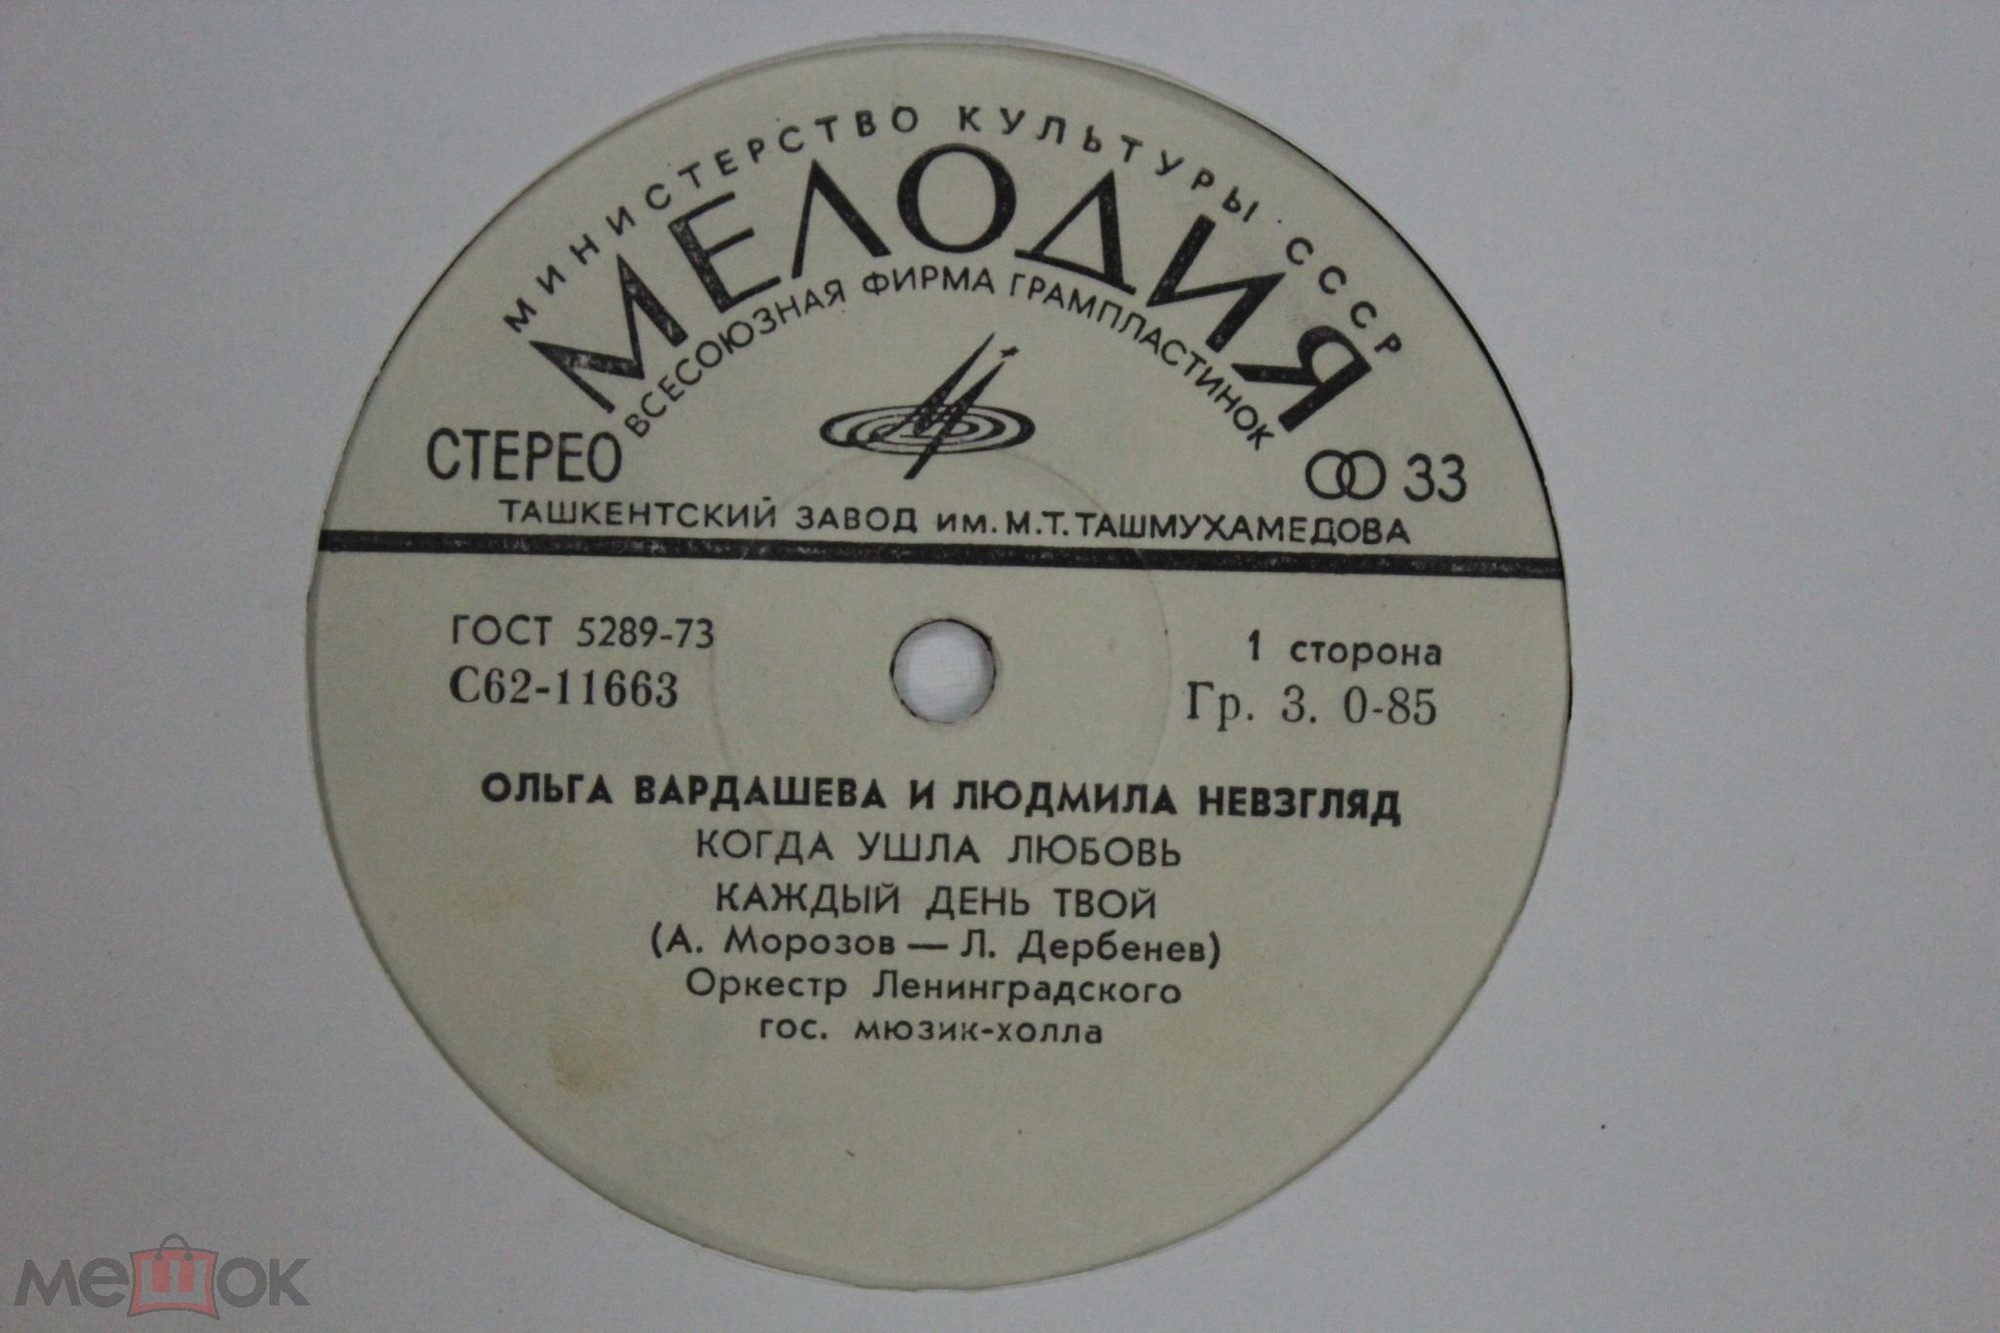 МИНИСТЕРСТВО КУЛЬТУРЫ СССР
МЕЛОДИЯ
ВСЕСОЮЗНАЯ ФИРМА ГРАМПЛАСТИНОК
СТЕРЕО
33
ТАШКЕНТСКИЙ ЗАВОД им. М.Т.ТАШМУХАМЕДОВА
ГОСТ 5289-73
1 сторона
С62-11663
Гр. 3. 0-85
ОЛЬГА ВАРДАШЕВА И ЛЮДМИЛА НЕВЗГЛЯД
КОГДА УШЛА ЛЮБОВЬ
КАЖДЫЙ ДЕНЬ ТВОЙ
(А. Морозов — Л. Дербенев)
Оркестр Ленинградского
гос. мюзик-холла
мешок